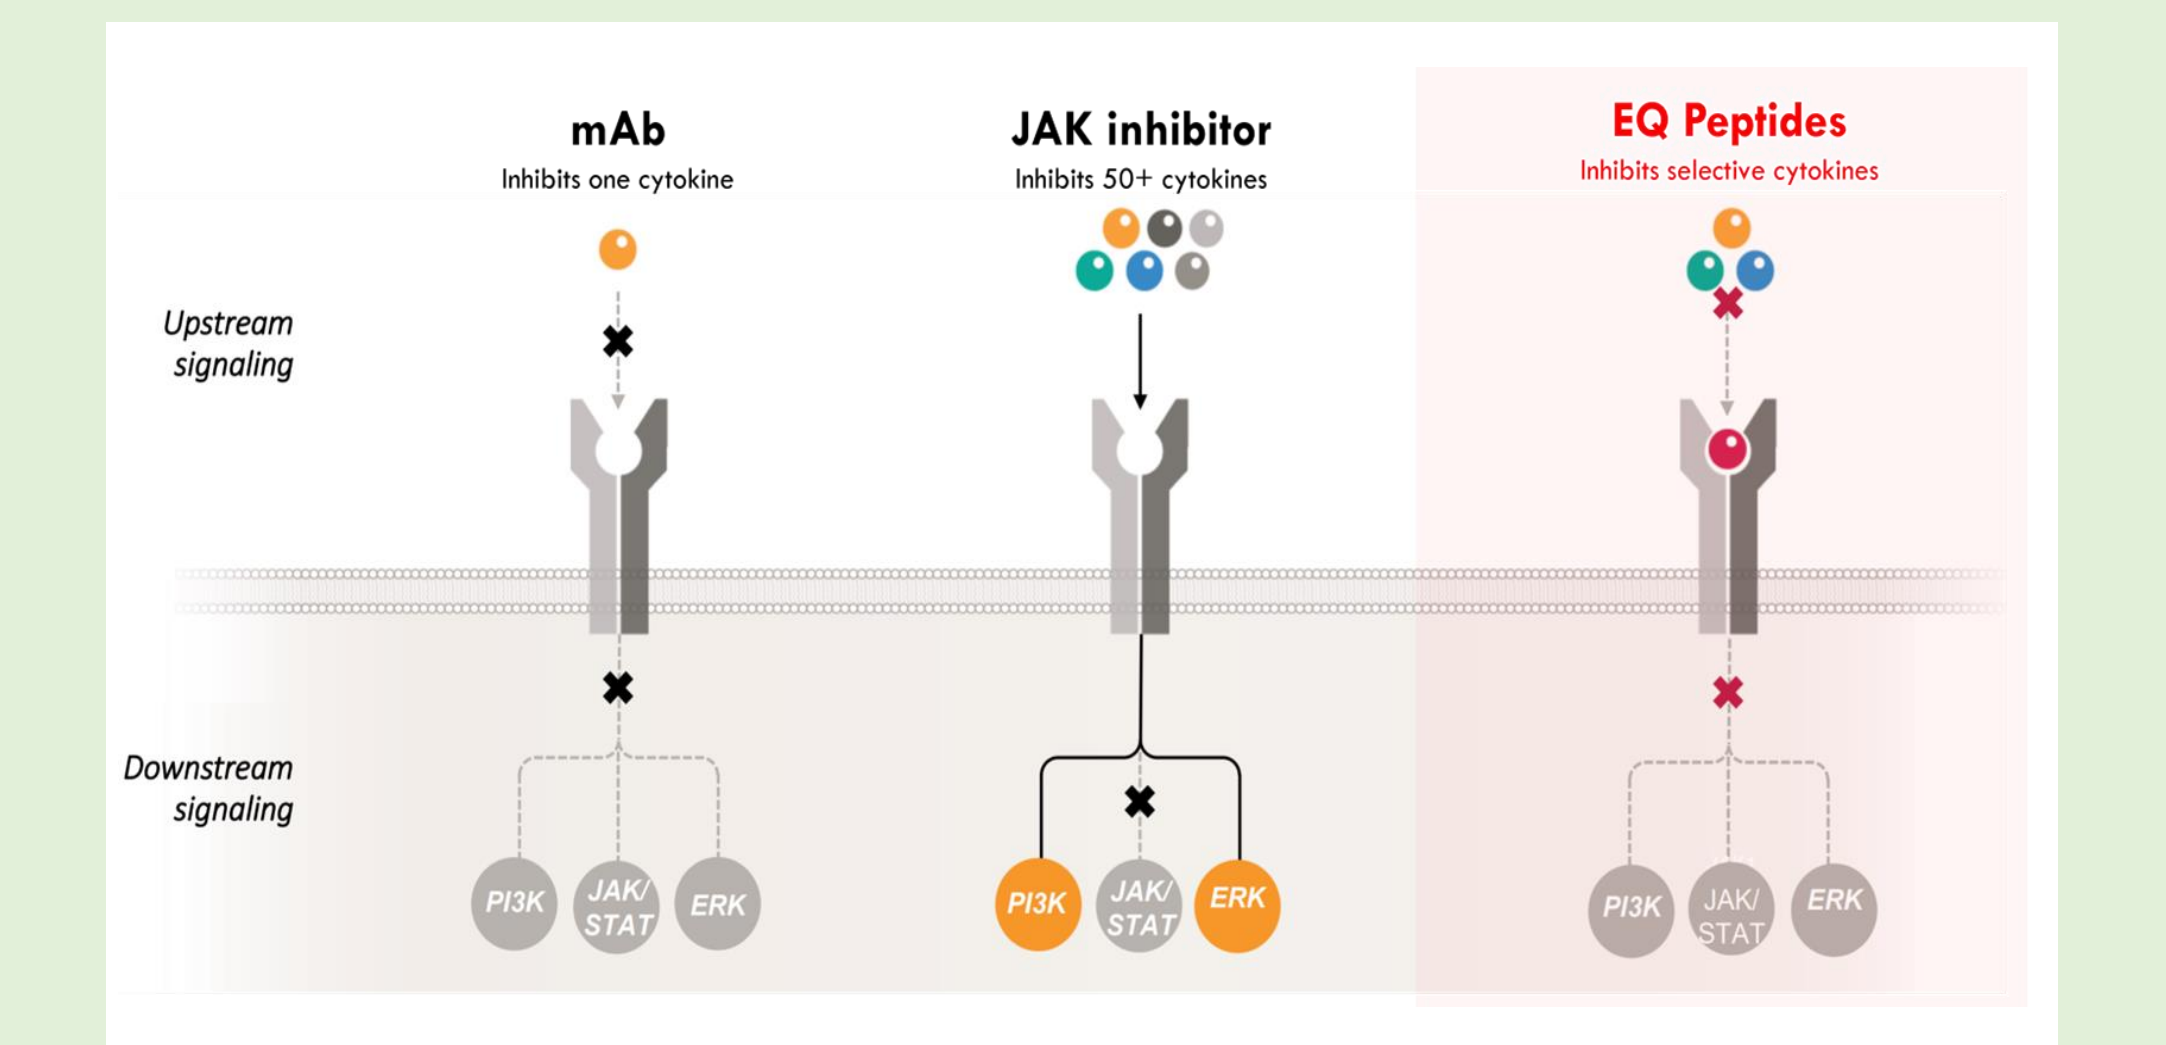 mAb
Inhibits one cytokine
JAK inhibitor
Inhibits 50+ cytokines
EQ Peptides
Inhibits selective cytokines
Upstream
signaling
Downstream
signaling
PI3K
JAK/
STAT
ERK
PI3K
JAK/
STAT
ERK
PI3K
JAK/
STAT
ERK